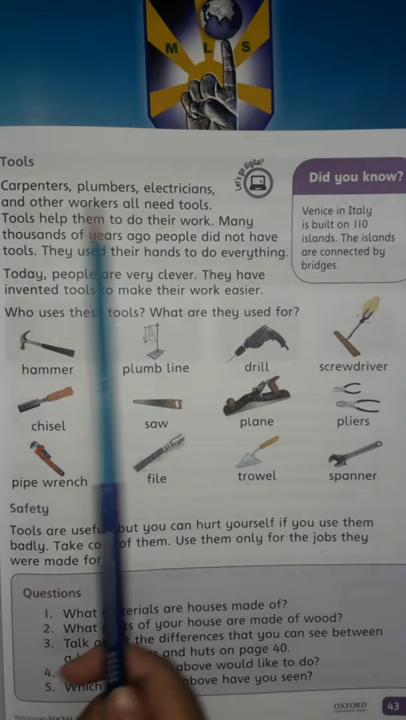 M L S
Tools
Let's go digital!
Carpenters, plumbers, electricians,
and other workers all need tools.
Tools help them to do their work. Many
thousands of years ago people did not have
tools. They used their hands to do everything.
Did you know?
Venice in Italy
is built on 110
islands. The islands
are connected by
bridges.
Today, people are very clever. They have
invented tools to make their work easier.
Who uses these tools? What are they used for?
hammer plumb line drill screwdriver
chisel saw plane pliers
pipe wrench file trowel spanner
Safety
Tools are useful but you can hurt yourself if you use them
badly. Take of them. Use them only for the jobs they
were made for
Questions
1. What materials are houses made of?
2. What of your house are made of wood?
3. Talk the differences that you can see between
and huts on page 40.
4. above would like to do?
5. Which above have you seen?
OXFORD
43